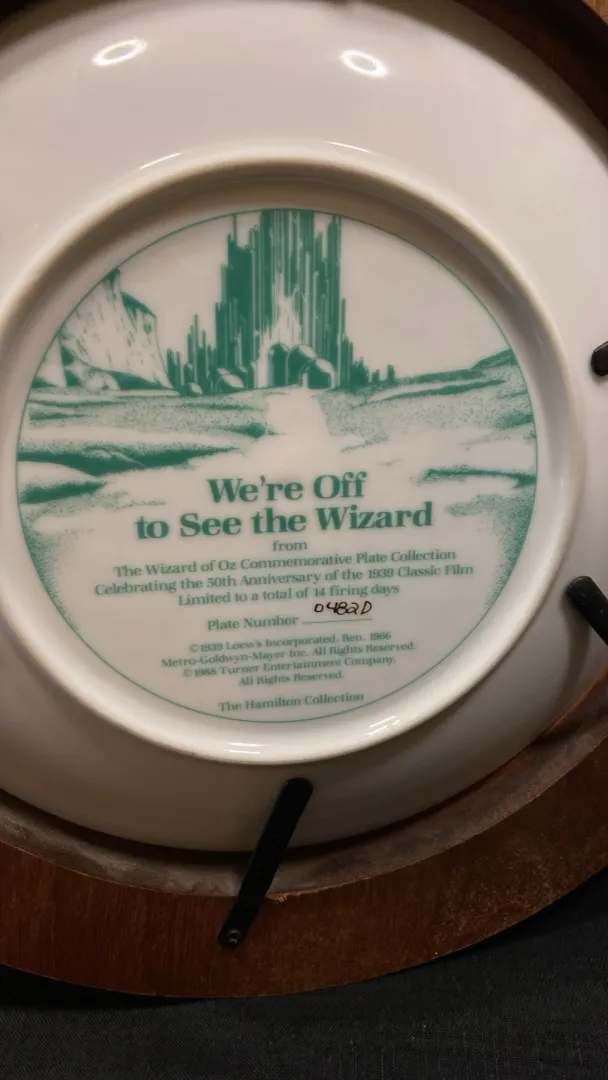 We're Off
to See the Wizard
from
The Wizard of Oz Commemorative Plate Collection
Celebrating the 50th Anniversary of the 1939 Classic Film
Limited to a total of 14 firing days
Plate Number 0482D
©1939 Loew's Incorporated. Ren. 1966
Metro-Goldwyn-Mayer Inc. All Rights Reserved.
©1988 Turner Entertainment Company.
All Rights Reserved.
The Hamilton Collection